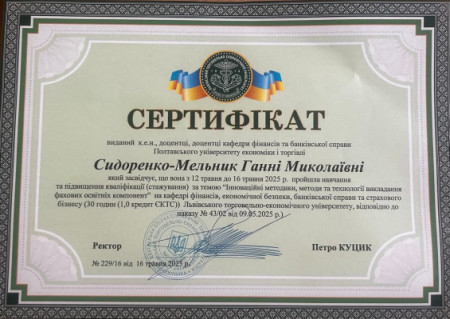 СЕРТИФІКАТ
виданий к.е.н., доцентці, доцентці кафедри фінансів та банківської справи
Полтавського університету економіки і торгівлі
Сидоренко-Мельник Ганні Миколаївні
який засвідчує, що вона з 12 травня до 16 травня 2025 р. пройшла навчання
та підвищення кваліфікації (стажування) за темою "Інноваційні методики, методи та технології викладання
фахових освітніх компонент" на кафедрі фінансів, економічної безпеки, банківської справи та страхового
бізнесу (30 годин (1,0 кредит ЄКТС)) Львівського торговельно-економічного університету, відповідно до
наказу № 43/02 від 09.05.2025 р.)
Ректор Петро КУЦИК
№ 229/16 від 16 травня 2025 р.